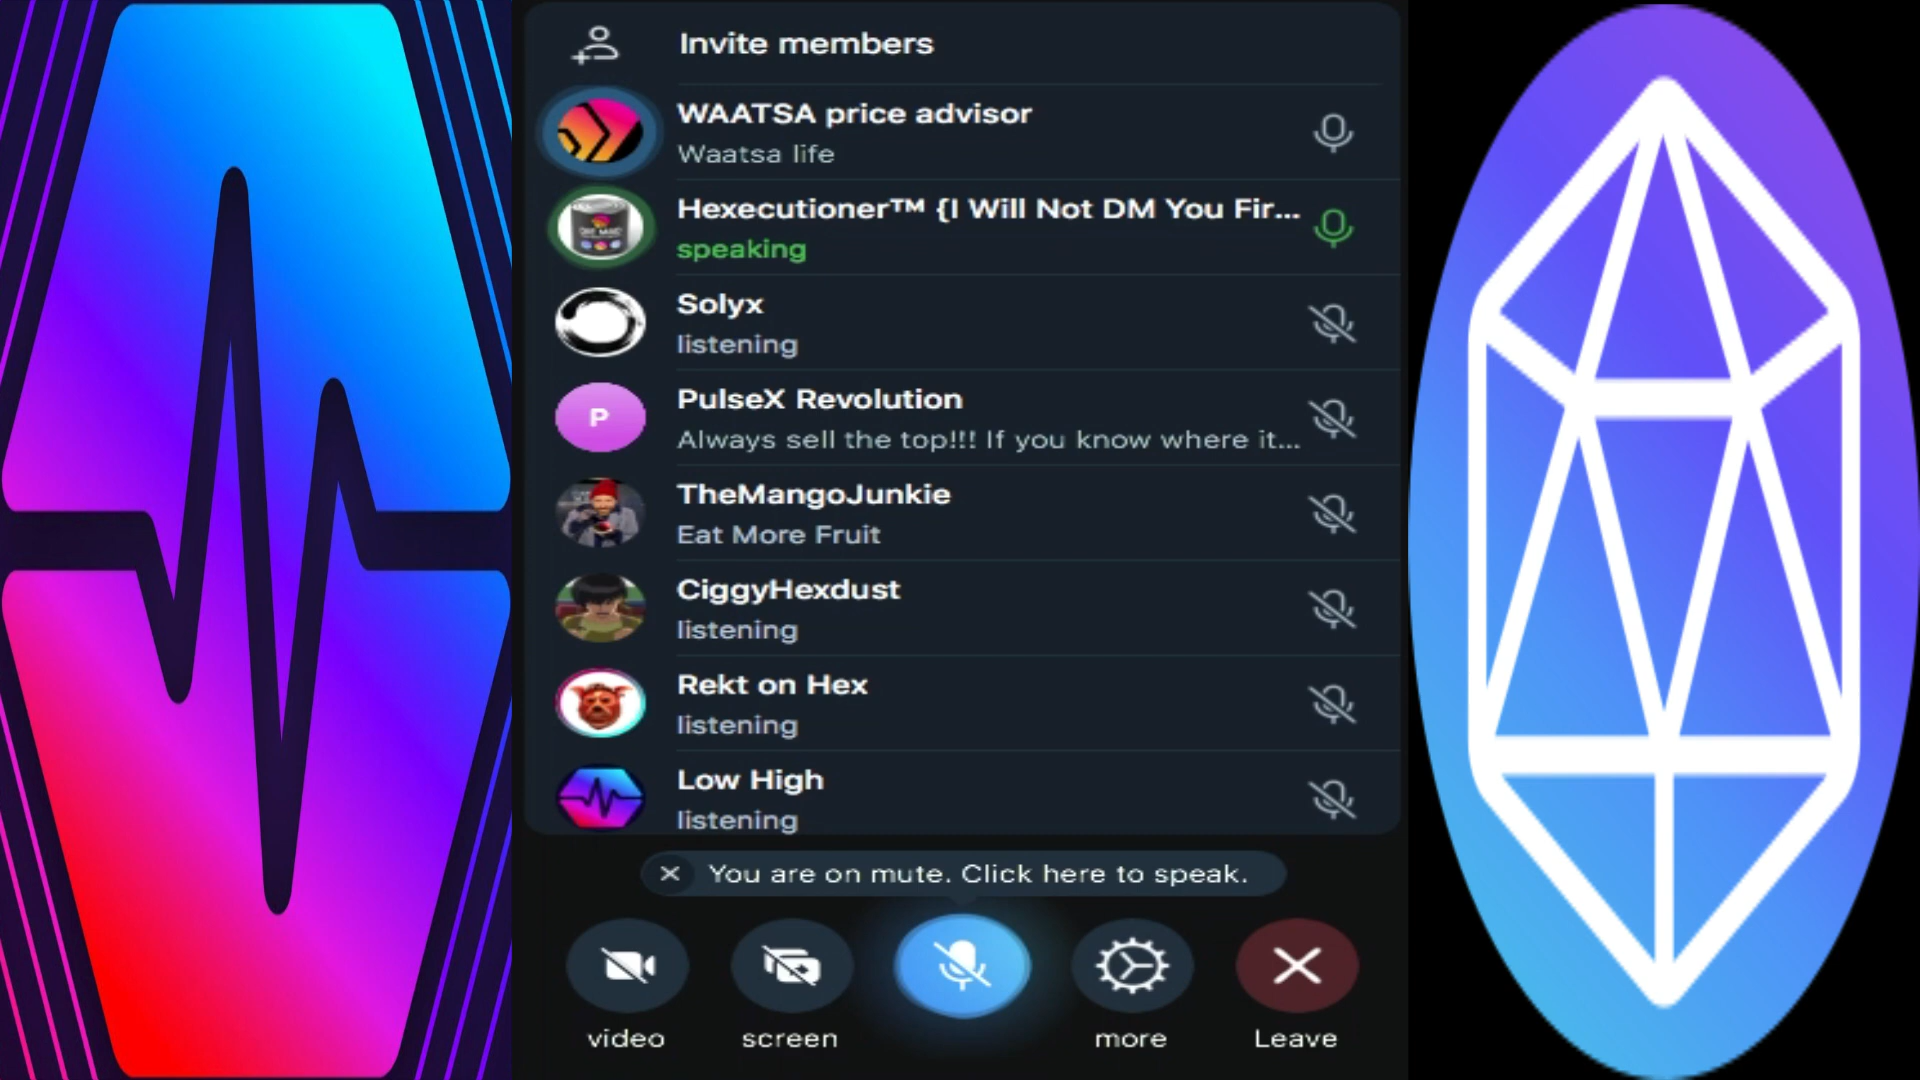 Invite members
WAATSA price advisor
Waatsa life
Hexecutioner™ {I Will Not DM You Fir...
speaking
Solyx
listening
P
PulseX Revolution
Always sell the top!!! If you know where it...
TheMangoJunkie
Eat More Fruit
CiggyHexdust
listening
Rekt on Hex
listening
Low High
listening
You are on mute. Click here to speak.
video
screen
more
Leave